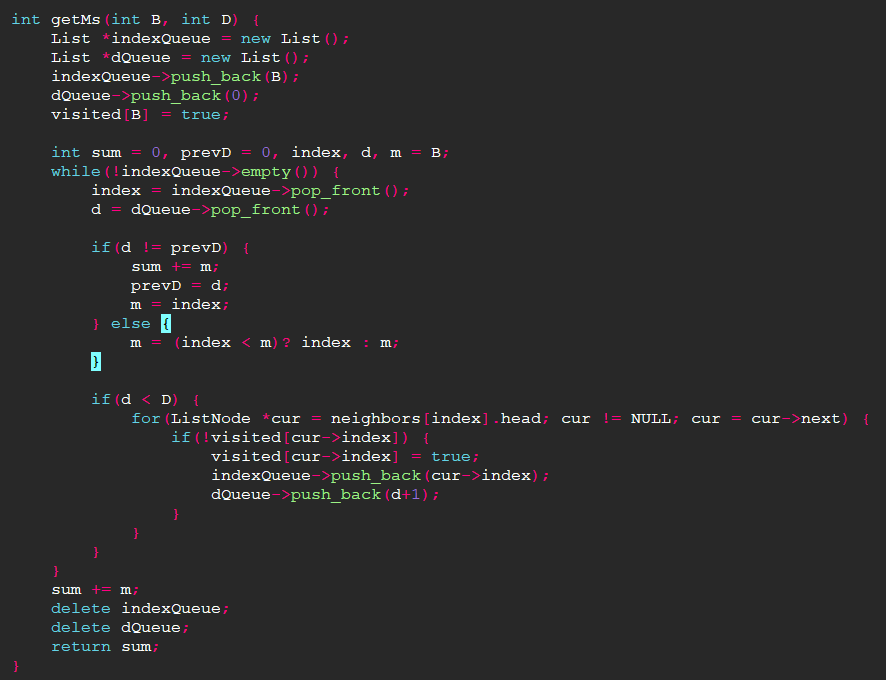 int getMs(int B, int D) {
    List *indexQueue = new List();
    List *dQueue = new List();
    indexQueue->push_back(B);
    dQueue->push_back(0);
    visited[B] = true;

    int sum = 0, prevD = 0, index, d, m = B;
    while(!indexQueue->empty()) {
        index = indexQueue->pop_front();
        d = dQueue->pop_front();

        if(d != prevD) {
            sum += m;
            prevD = d;
            m = index;
        } else {
            m = (index < m)? index : m;
        }

        if(d < D) {
            for(ListNode *cur = neighbors[index].head; cur != NULL; cur = cur->next) {
                if(!visited[cur->index]) {
                    visited[cur->index] = true;
                    indexQueue->push_back(cur->index);
                    dQueue->push_back(d+1);
                }
            }
        }
    }
    sum += m;
    delete indexQueue;
    delete dQueue;
    return sum;
}